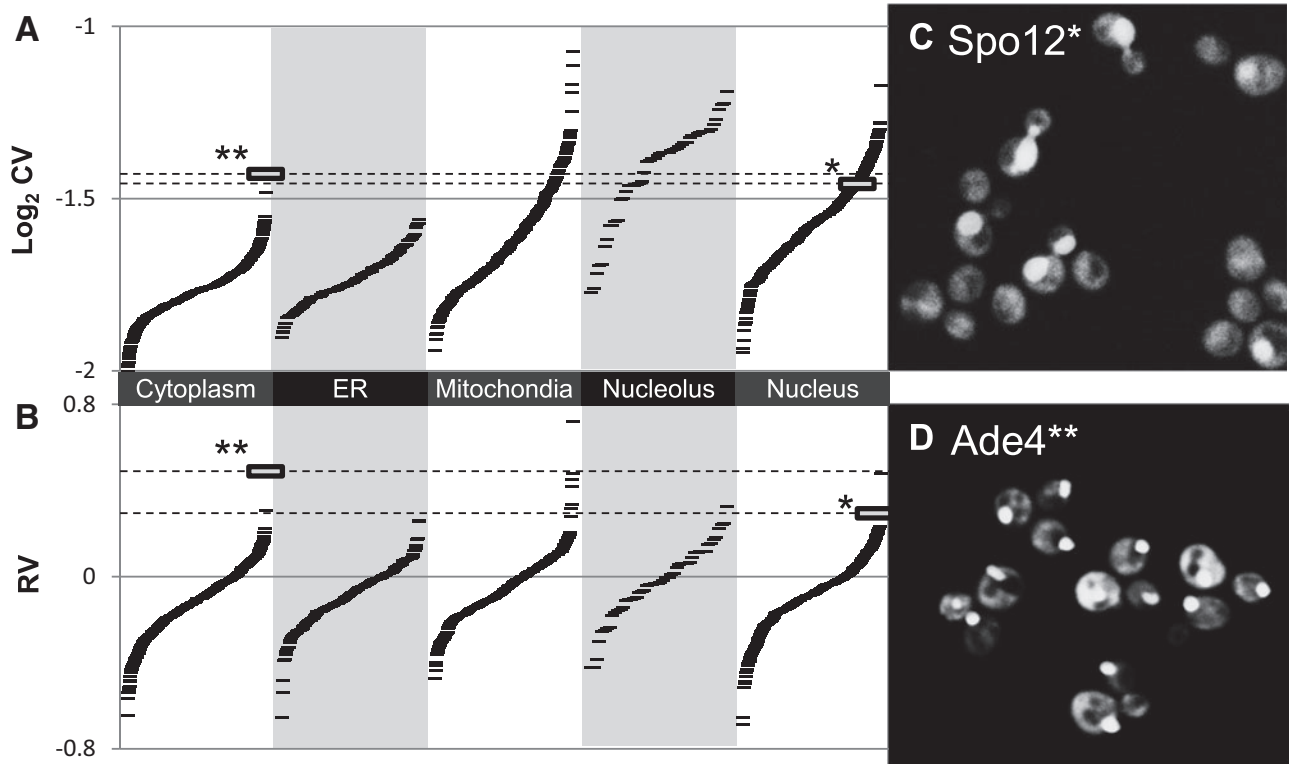 A
-1
Log2 CV
**
*
-1.5
-2
Cytoplasm ER Mitochondia Nucleolus Nucleus
B
0.8
**
*
RV
0
-0.8
C Spo12*
D Ade4**